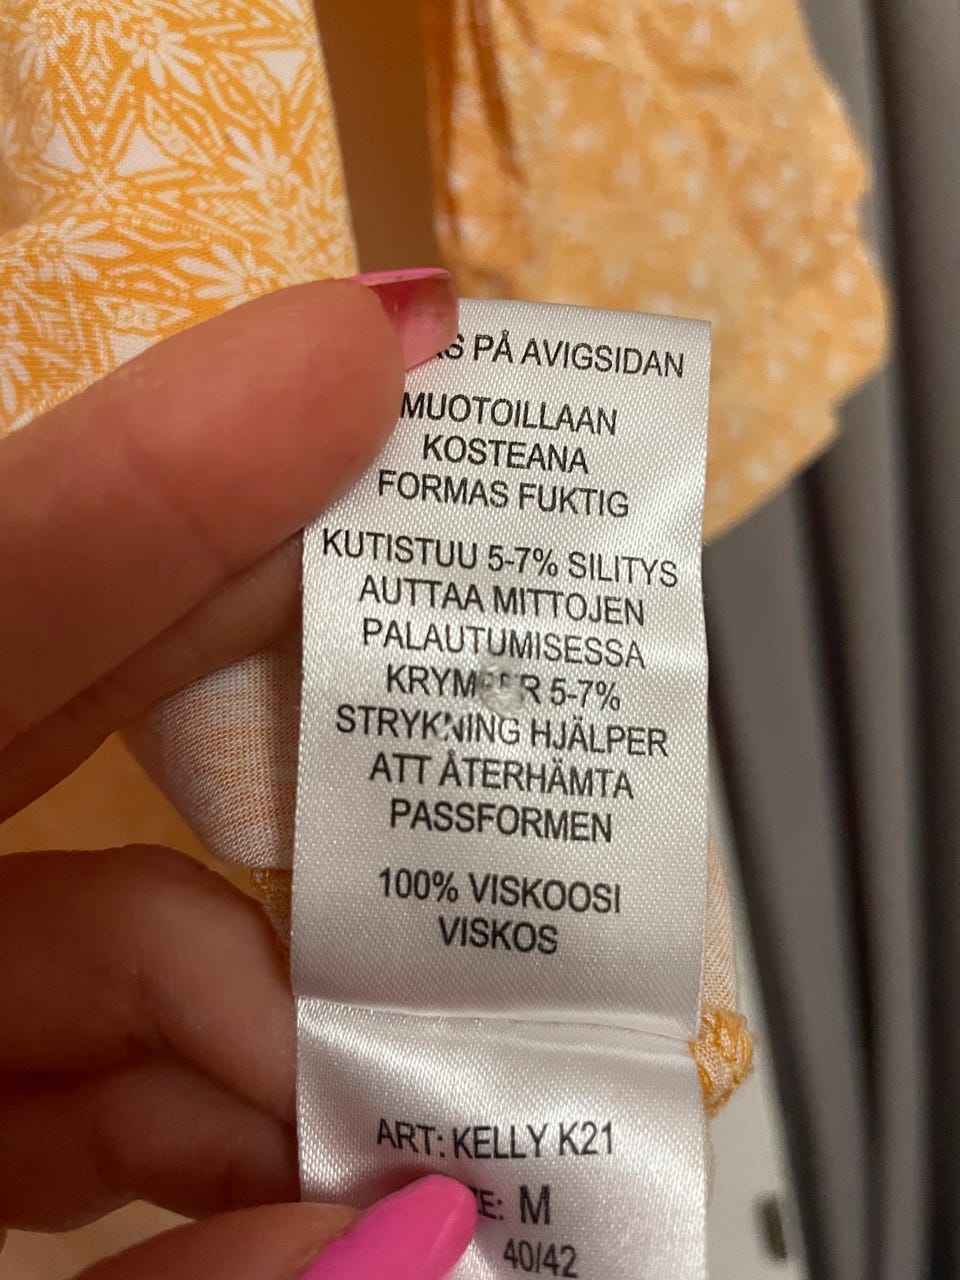 PÅ AVIGSIDAN
MUOTOILLAAN
KOSTEANA
FORMAS FUKTIG
KUTISTUU 5-7% SILITYS
AUTTAA MITTOJEN
PALAUTUMISESSA
KRYMPER 5-7%
STRYKNING HJÄLPER
ATT ÅTERHÄMTA
PASSFORMEN
100% VISKOOSI
VISKOS
ART: KELLY K21
M
40/42